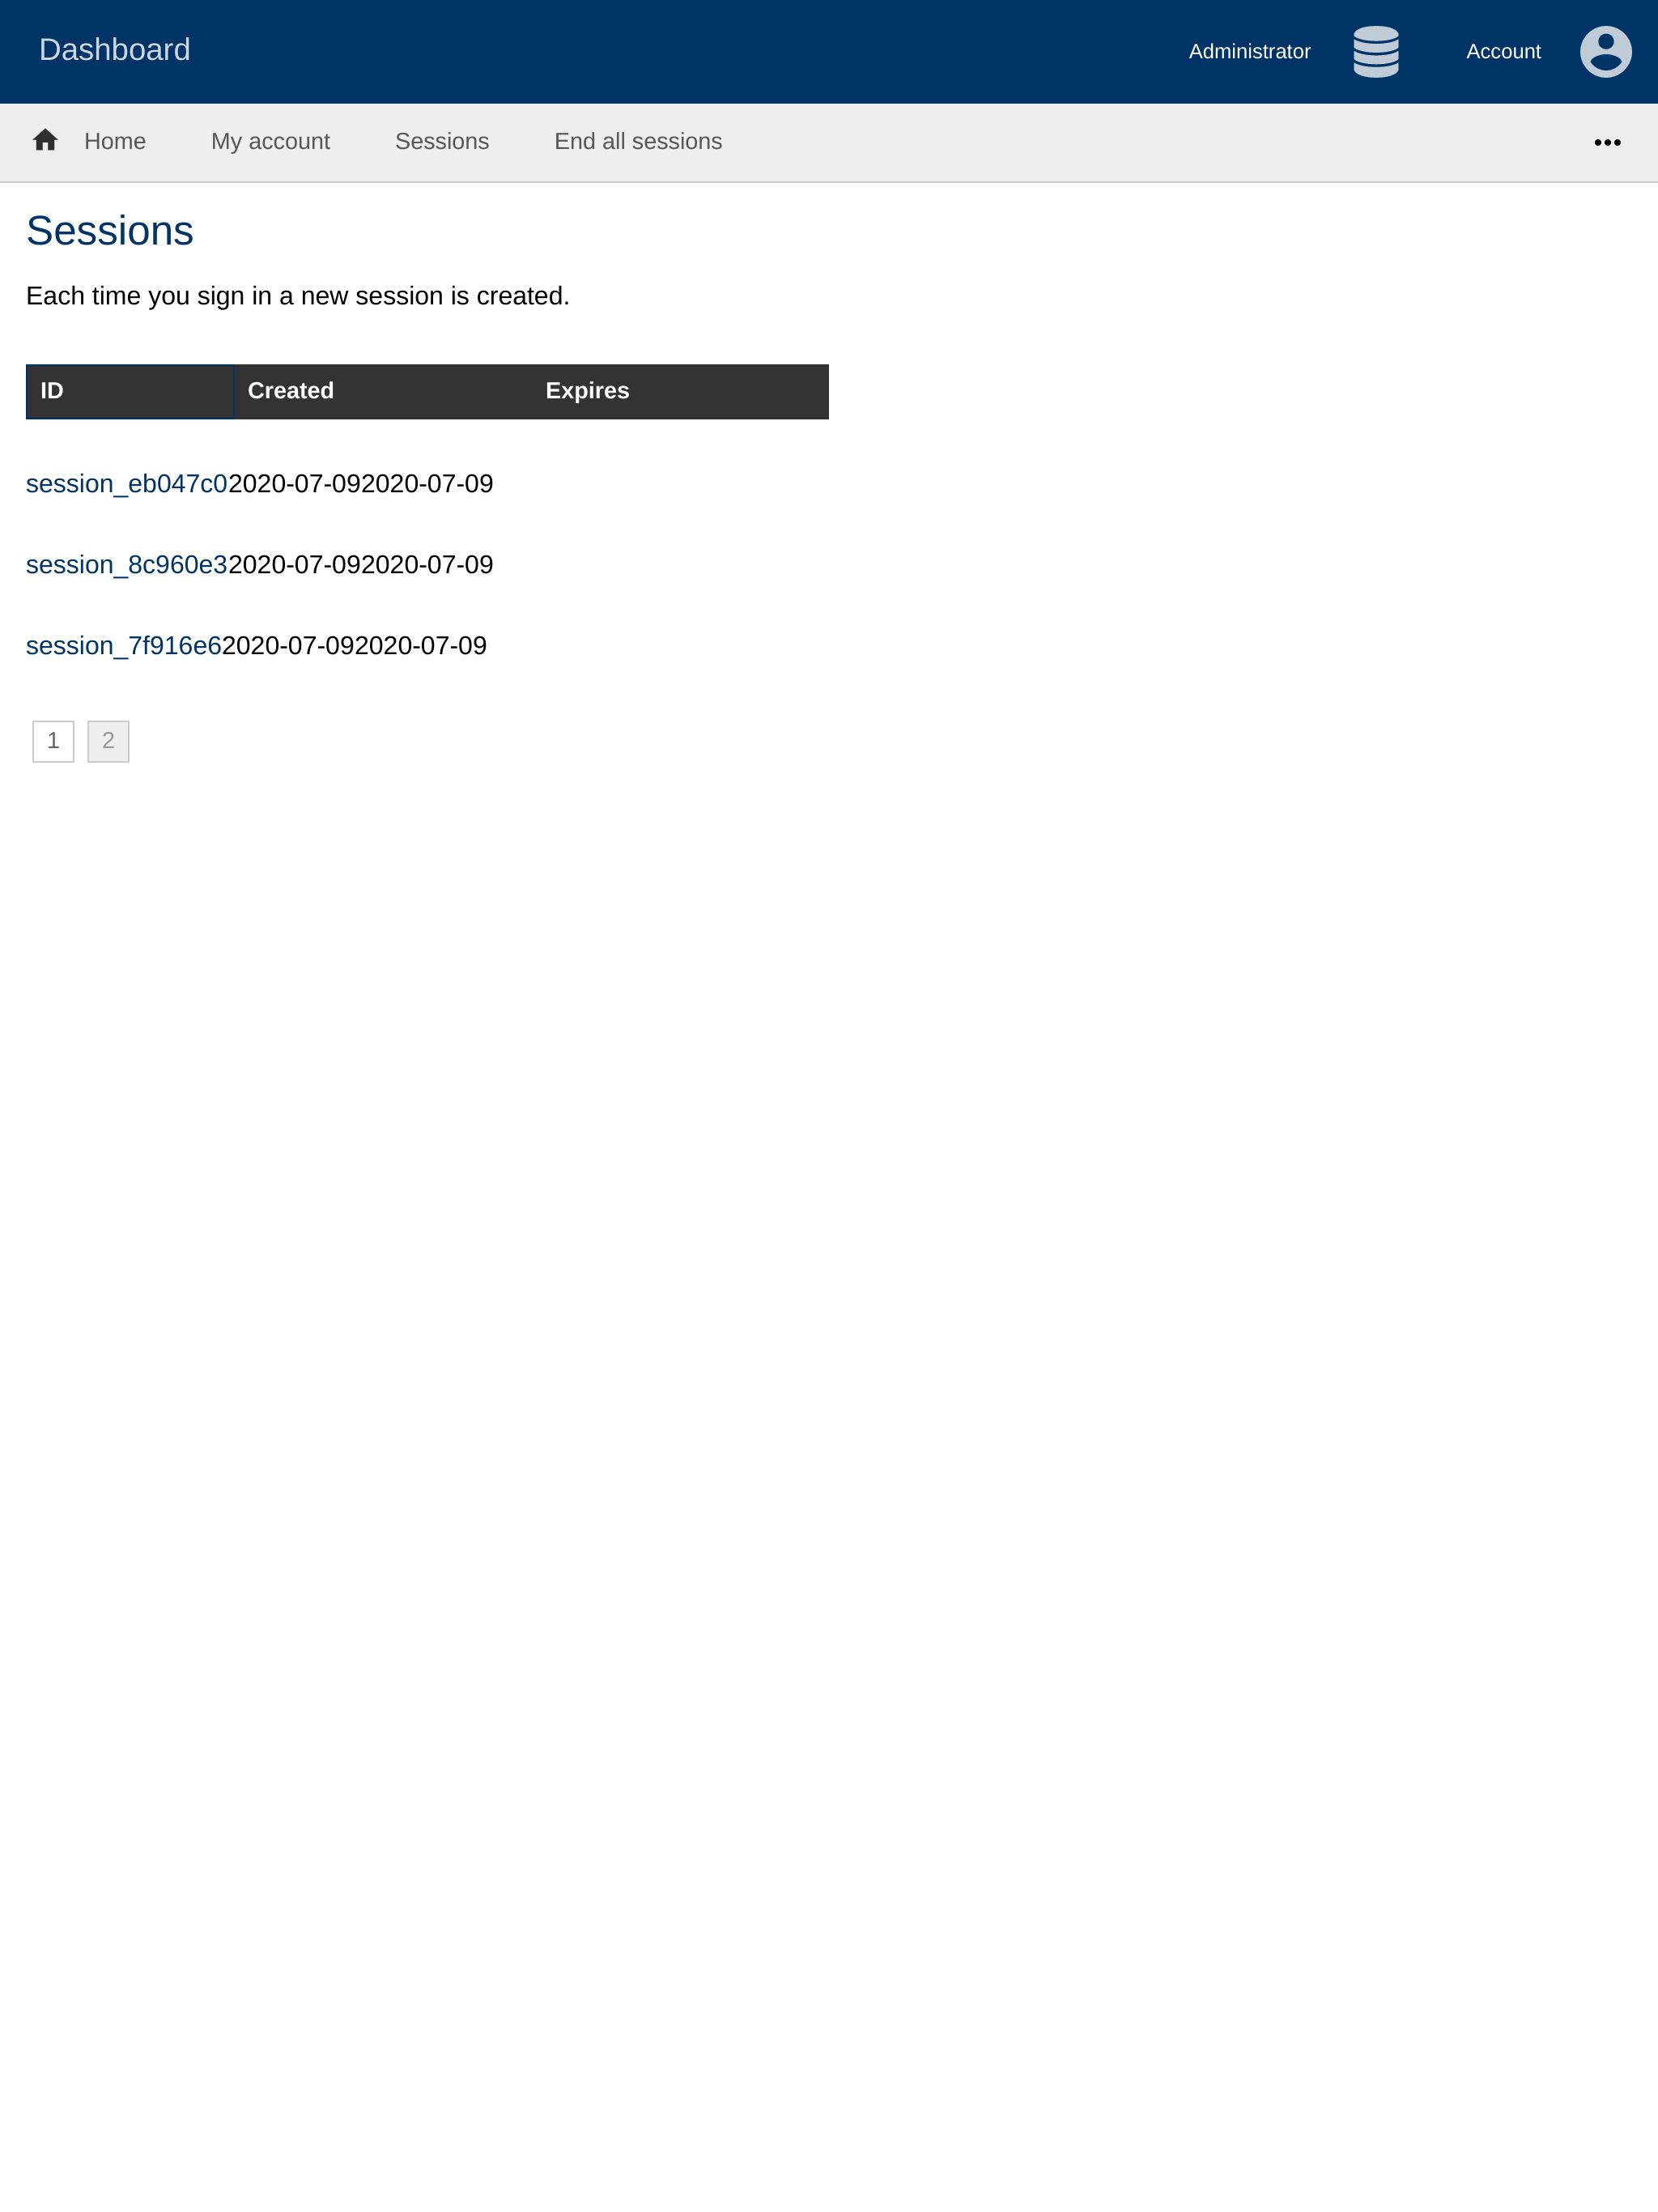 Dashboard Administrator Account
Home My account Sessions End all sessions
Sessions
Each time you sign in a new session is created.
ID Created Expires
session_eb047c02020-07-092020-07-09
session_8c960e32020-07-092020-07-09
session_7f916e62020-07-092020-07-09
1 2